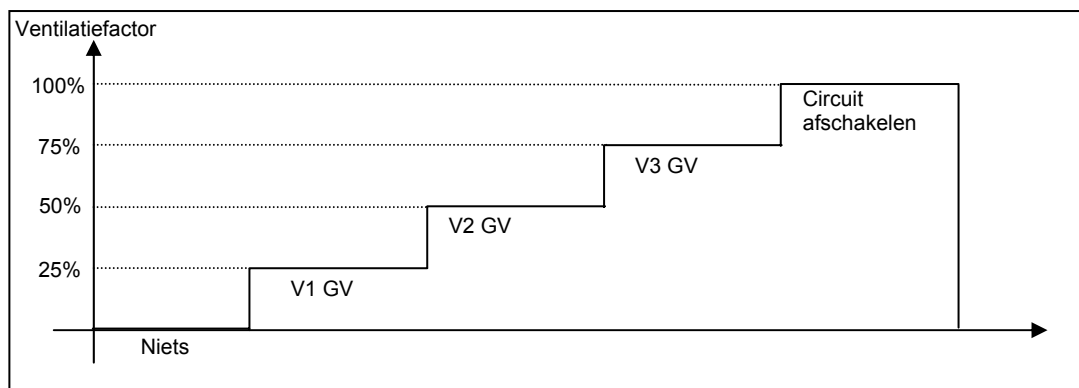 Ventilatiefactor
100%
Circuit
afschakelen
75%
V3 GV
50%
V2 GV
25%
V1 GV
Niets